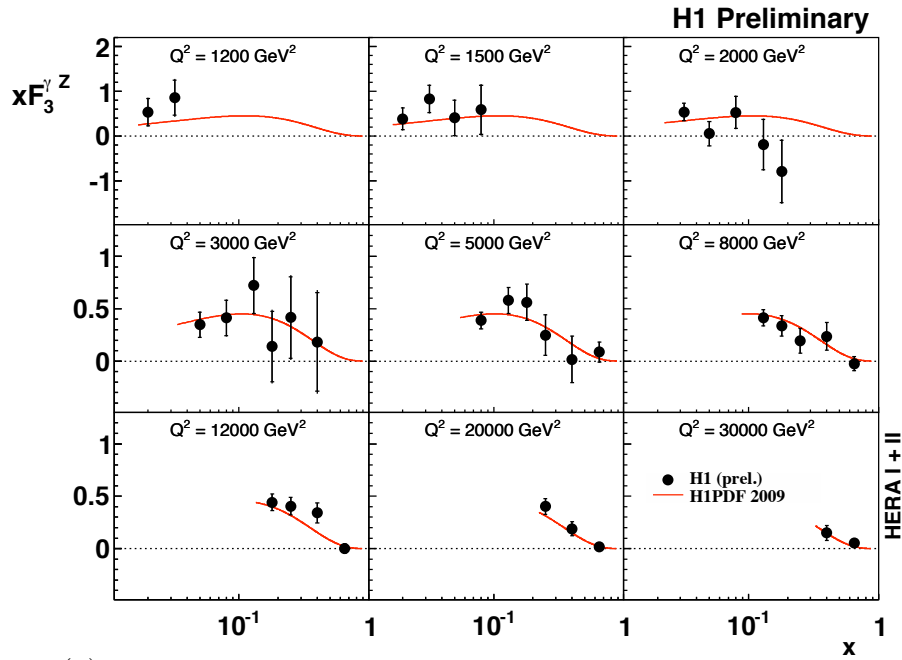 H1 Preliminary
xF₃^{γ Z}
Q² = 1200 GeV²
Q² = 1500 GeV²
Q² = 2000 GeV²
2
1
0
-1
Q² = 3000 GeV²
Q² = 5000 GeV²
Q² = 8000 GeV²
1
0.5
0
Q² = 12000 GeV²
Q² = 20000 GeV²
Q² = 30000 GeV²
1
0.5
0
H1 (prel.)
H1PDF 2009
HERA I + II
10⁻¹
1
10⁻¹
1
10⁻¹
1
x